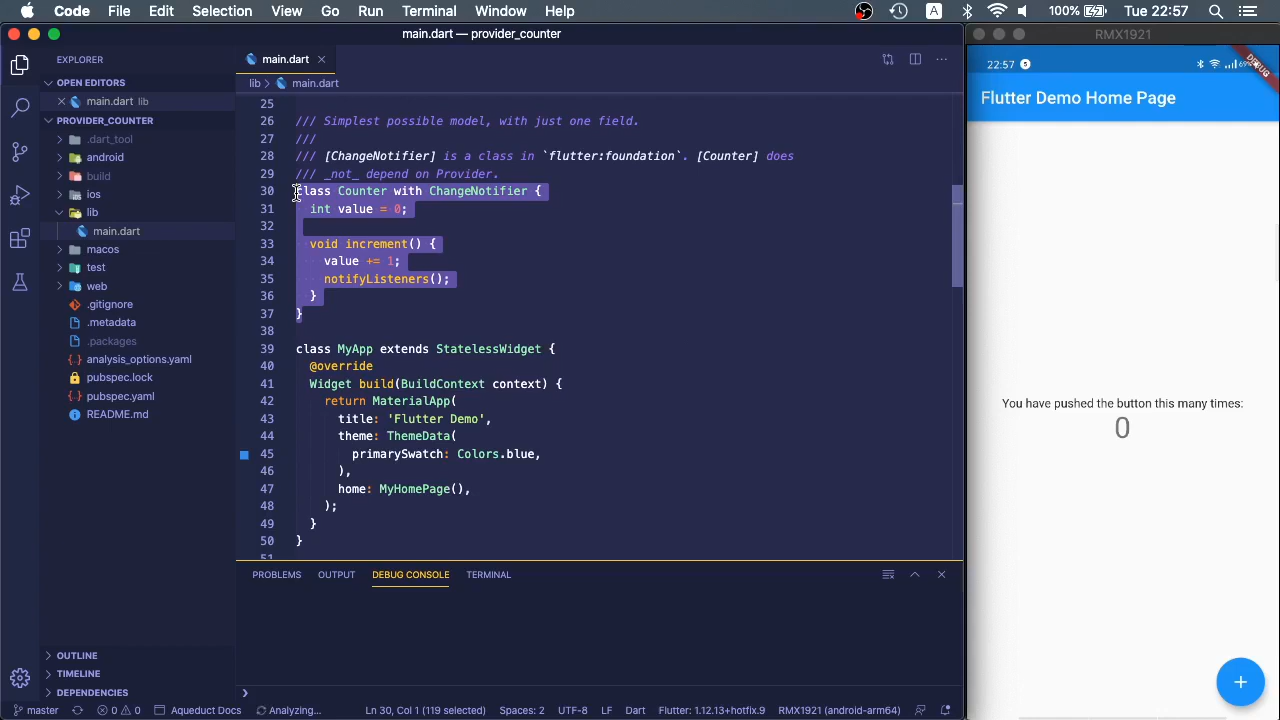 Code File Edit Selection View Go Run Terminal Window Help A 100% Tue 22:57
main.dart — provider_counter
RMX1921
EXPLORER
OPEN EDITORS
main.dart lib
PROVIDER_COUNTER
.dart_tool
android
build
ios
lib
main.dart
macos
test
web
.gitignore
.metadata
.packages
analysis_options.yaml
pubspec.lock
pubspec.yaml
README.md
OUTLINE
TIMELINE
DEPENDENCIES
main.dart
lib > main.dart
25
26 /// Simplest possible model, with just one field.
27 ///
28 /// [ChangeNotifier] is a class in `flutter:foundation`. [Counter] does
29 /// _not_ depend on Provider.
30 class Counter with ChangeNotifier {
31 int value = 0;
32
33 void increment() {
34 value += 1;
35 notifyListeners();
36 }
37 }
38
39 class MyApp extends StatelessWidget {
40 @override
41 Widget build(BuildContext context) {
42 return MaterialApp(
43 title: 'Flutter Demo',
44 theme: ThemeData(
45 primarySwatch: Colors.blue,
46 ),
47 home: MyHomePage(),
48 );
49 }
50 }
51
PROBLEMS OUTPUT DEBUG CONSOLE TERMINAL
master 0 0 Aqueduct Docs Analyzing... Ln 30, Col 1 (119 selected) Spaces: 2 UTF-8 LF Dart Flutter: 1.12.13+hotfix.9 RMX1921 (android-arm64)
22:57
DEBUG
Flutter Demo Home Page
You have pushed the button this many times:
0
+